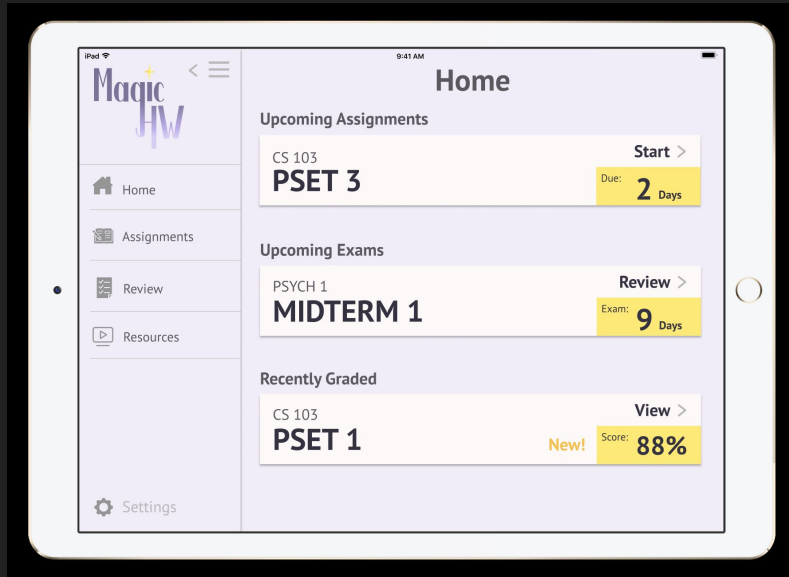 iPad
9:41 AM
Magic
HW
Home
Assignments
Review
Resources
Settings
Home
Upcoming Assignments
CS 103
PSET 3
Start >
Due: 2 Days
Upcoming Exams
PSYCH 1
MIDTERM 1
Review >
Exam: 9 Days
Recently Graded
CS 103
PSET 1
New!
View >
Score: 88%